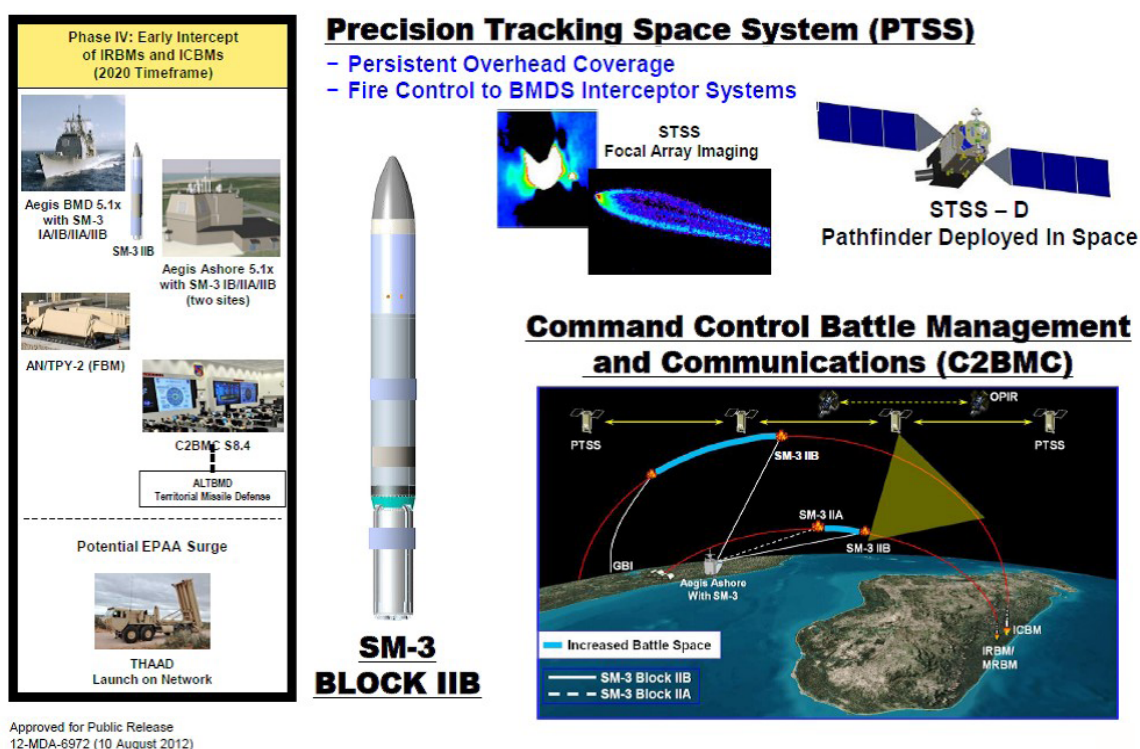 Phase IV: Early Intercept
of IRBMs and ICBMs
(2020 Timeframe)
Aegis BMD 5.1x
with SM-3
IA/IB/IIA/IIB
SM-3 IIB
Aegis Ashore 5.1x
with SM-3 IB/IIA/IIB
(two sites)
AN/TPY-2 (FBM)
C2BMC S8.4
ALTBMD
Territorial Missile Defense
Potential EPAA Surge
THAAD
Launch on Network
Approved for Public Release
12-MDA-6972 (10 August 2012)
SM-3
BLOCK IIB
Precision Tracking Space System (PTSS)
– Persistent Overhead Coverage
– Fire Control to BMDS Interceptor Systems
STSS
Focal Array Imaging
STSS – D
Pathfinder Deployed In Space
Command Control Battle Management
and Communications (C2BMC)
OPIR
PTSS
PTSS
SM-3 IIB
SM-3 IIA
SM-3 IIB
GBI
Aegis Ashore
With SM-3
ICBM
IRBM/
MRBM
Increased Battle Space
SM-3 Block IIB
SM-3 Block IIA